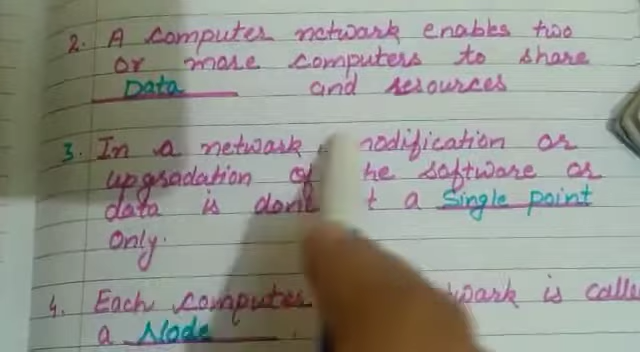 2. A computer network enables two
or more computers to share
Data and resources
3. In a network modification or
upgradation of the software or
data is done at a Single point
Only.
4. Each computer network is called
a Node.